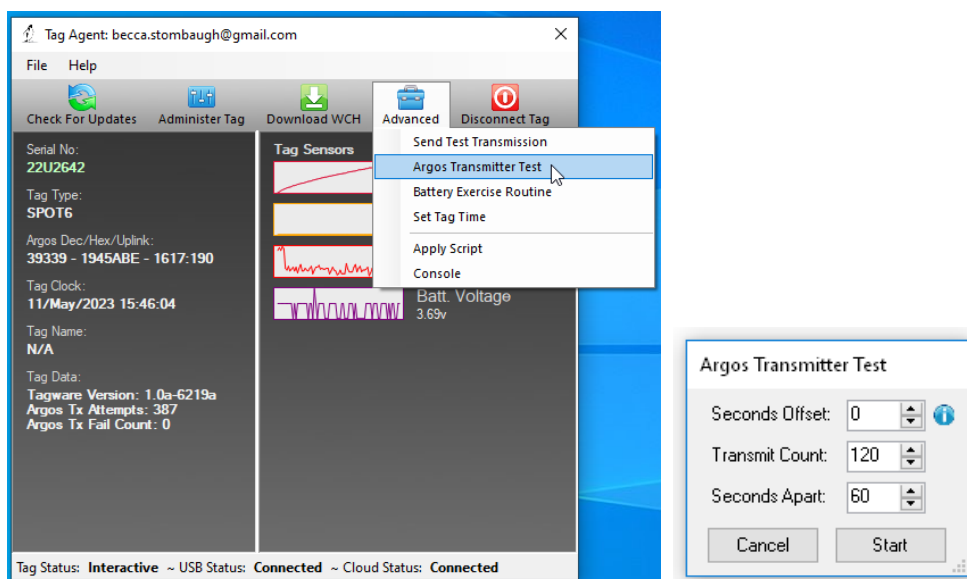 Tag Agent: becca.stombaugh@gmail.com
File Help
Check For Updates Administer Tag Download WCH Advanced Disconnect Tag
Serial No:
22U2642
Tag Type:
SPOT6
Argos Dec/Hex/Uplink:
39339 - 1945ABE - 1617:190
Tag Clock:
11/May/2023 15:46:04
Tag Name:
N/A
Tag Data:
Tagware Version: 1.0a-6219a
Argos Tx Attempts: 387
Argos Tx Fail Count: 0
Tag Sensors
Send Test Transmission
Argos Transmitter Test
Battery Exercise Routine
Set Tag Time
Apply Script
Console
Batt. Voltage
3.69v
Tag Status: Interactive ~ USB Status: Connected ~ Cloud Status: Connected
Argos Transmitter Test
Seconds Offset: 0
Transmit Count: 120
Seconds Apart: 60
Cancel Start